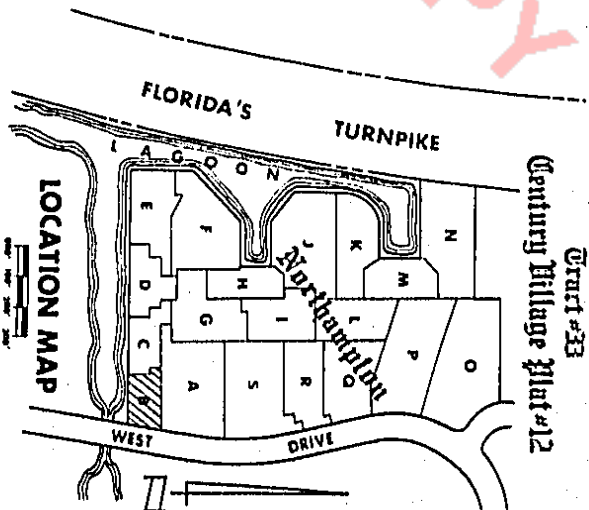 Tract #33
Century Village Plat #12
FLORIDA'S TURNPIKE
LAGOON
Northampton
N
E
F
J
K
M
D
H
C
G
I
L
P
O
B
A
S
R
Q
WEST DRIVE
LOCATION MAP